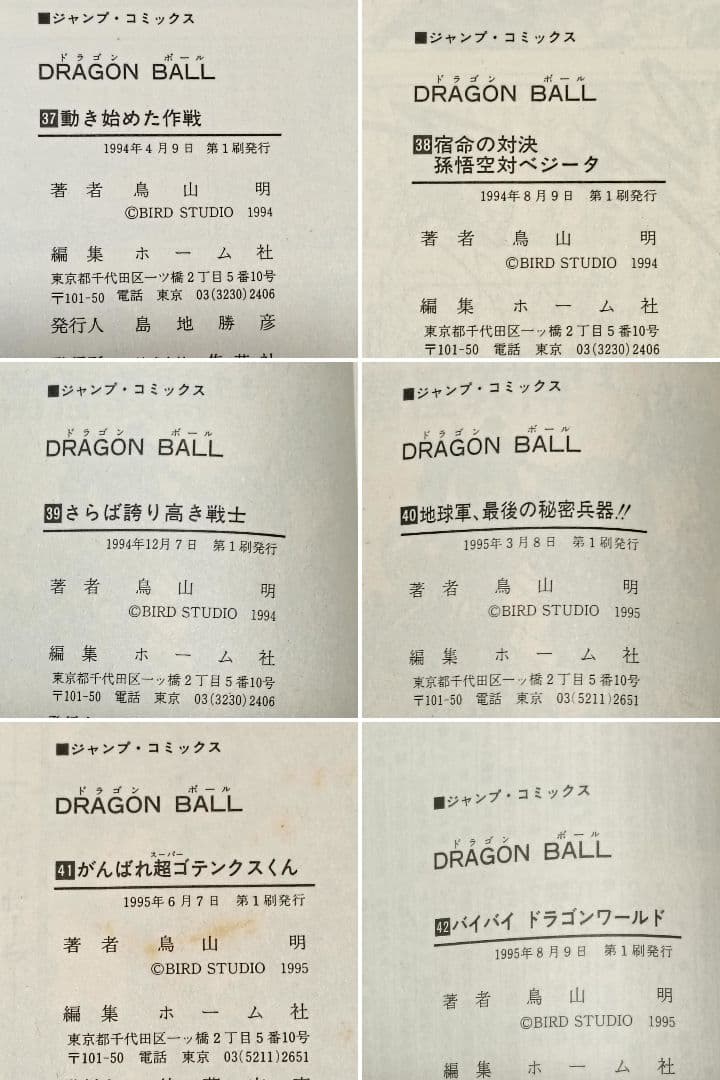 ■ジャンプ・コミックス
ドラゴン ボール
DRAGON BALL
37動き始めた作戦
1994年4月9日 第1刷発行
著者 鳥山 明
©BIRD STUDIO 1994
編集 ホーム社
東京都千代田区一ツ橋2丁目5番10号
〒101-50 電話 東京 03(3230)2406
発行人 島地勝彦
■ジャンプ・コミックス
ドラゴン ボール
DRAGON BALL
38宿命の対決
孫悟空対ベジータ
1994年8月9日 第1刷発行
著者 鳥山 明
©BIRD STUDIO 1994
編集 ホーム社
東京都千代田区一ッ橋2丁目5番10号
〒101-50 電話 東京 03(3230)2406
■ジャンプ・コミックス
ドラゴン ボール
DRAGON BALL
39さらば誇り高き戦士
1994年12月7日 第1刷発行
著者 鳥山 明
©BIRD STUDIO 1994
編集 ホーム社
東京都千代田区一ッ橋2丁目5番10号
〒101-50 電話 東京 03(3230)2406
■ジャンプ・コミックス
ドラゴン ボール
DRAGON BALL
40地球軍、最後の秘密兵器!!
1995年3月8日 第1刷発行
著者 鳥山 明
©BIRD STUDIO 1995
編集 ホーム社
東京都千代田区一ッ橋2丁目5番10号
〒101-50 電話 東京 03(5211)2651
■ジャンプ・コミックス
ドラゴン ボール
DRAGON BALL
スーパー
41がんばれ超ゴテンクスくん
1995年6月7日 第1刷発行
著者 鳥山 明
©BIRD STUDIO 1995
編集 ホーム社
東京都千代田区一ッ橋2丁目5番10号
〒101-50 電話 東京 03(5211)2651
■ジャンプ・コミックス
ドラゴン ボール
DRAGON BALL
42バイバイ ドラゴンワールド
1995年8月9日 第1刷発行
著者 鳥山 明
©BIRD STUDIO 1995
編集 ホーム社